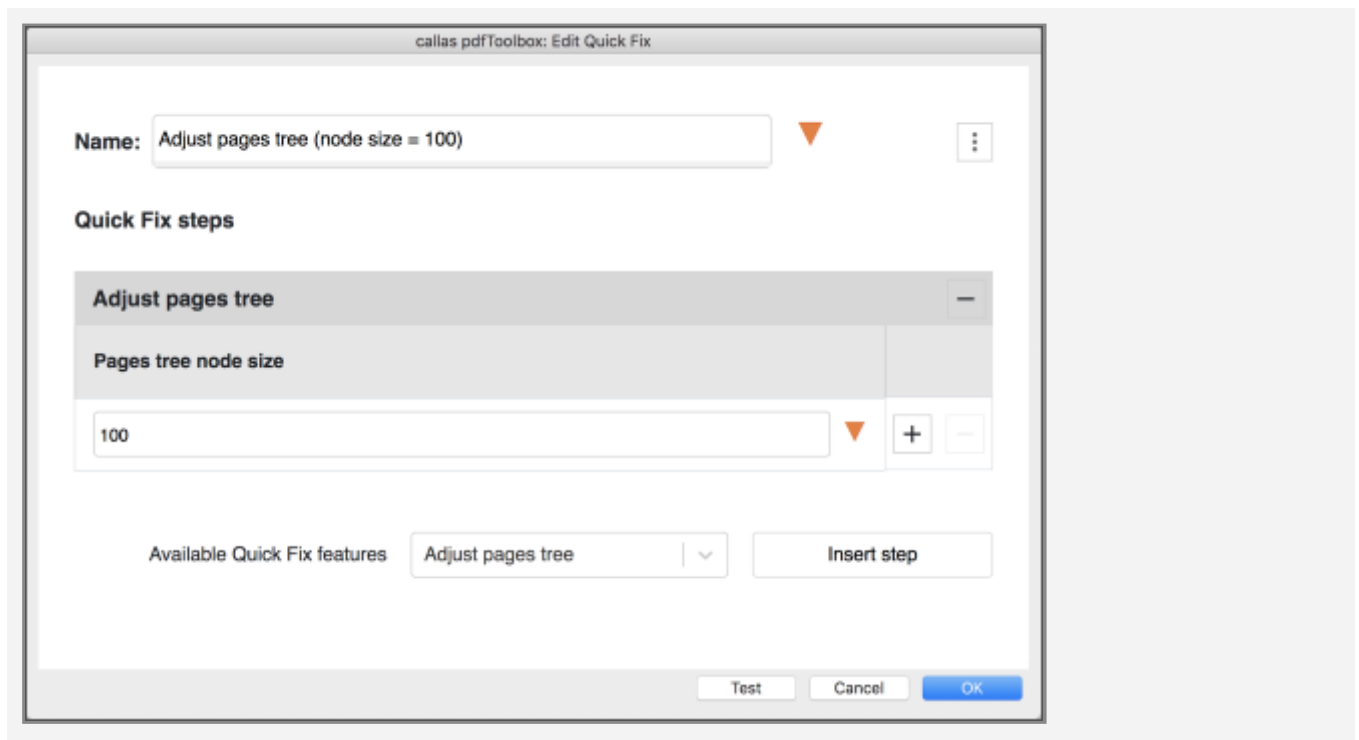 callas pdfToolbox: Edit Quick Fix
Name: Adjust pages tree (node size = 100)
Quick Fix steps
Adjust pages tree
Pages tree node size
100
Available Quick Fix features Adjust pages tree Insert step
Test Cancel OK